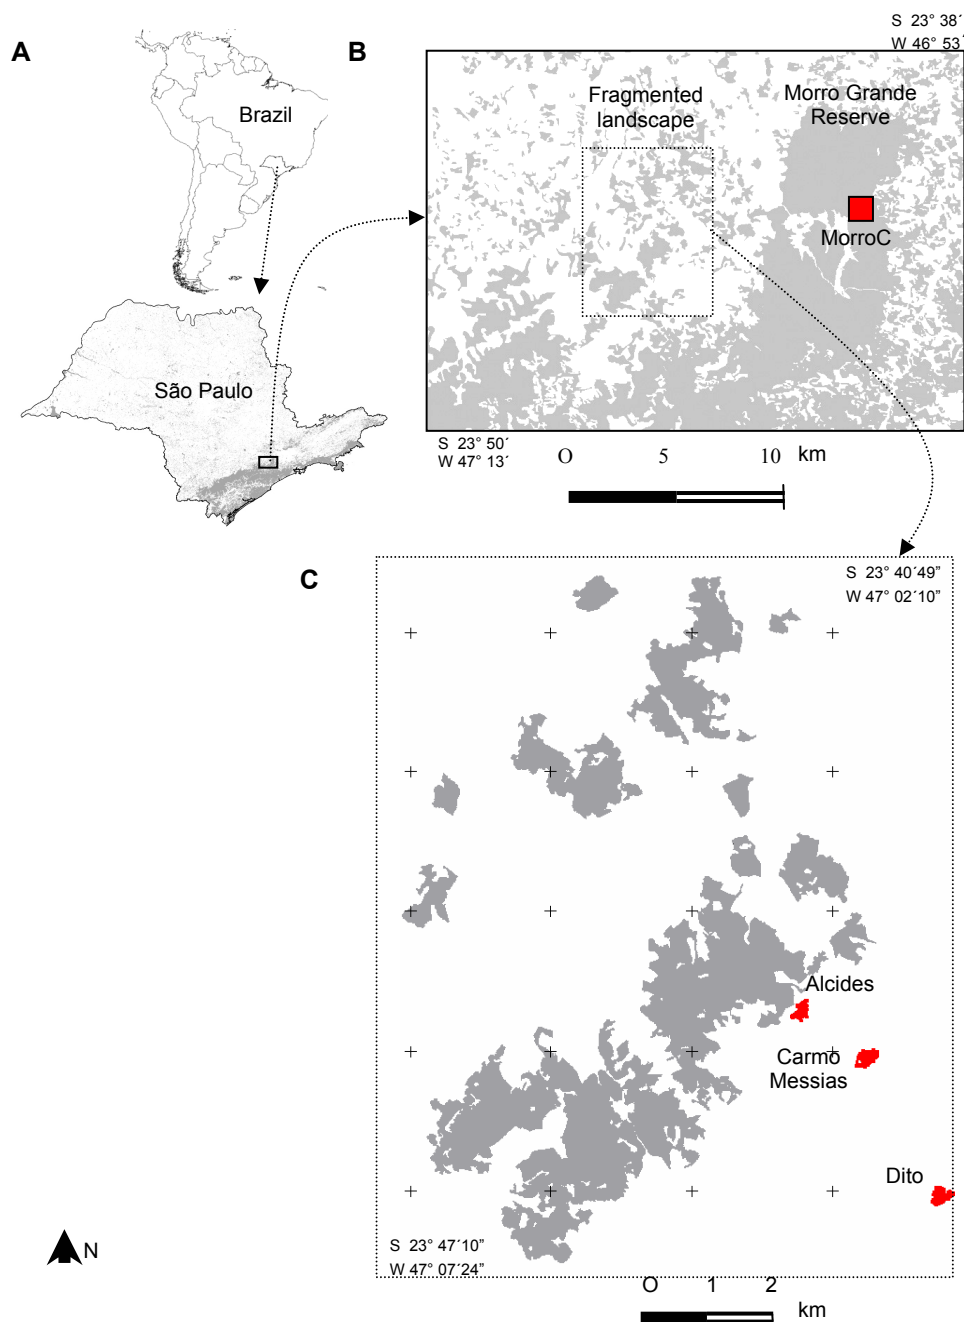 A
Brazil
São Paulo
B
S 23° 38´
W 46° 53´
Fragmented
landscape
Morro Grande
Reserve
MorroC
S 23° 50´
W 47° 13´
O 5 10 km
C
S 23° 40´49”
W 47° 02´10”
Alcides
Carmo
Messias
Dito
S 23° 47´10”
W 47° 07´24”
N
O 1 2
km